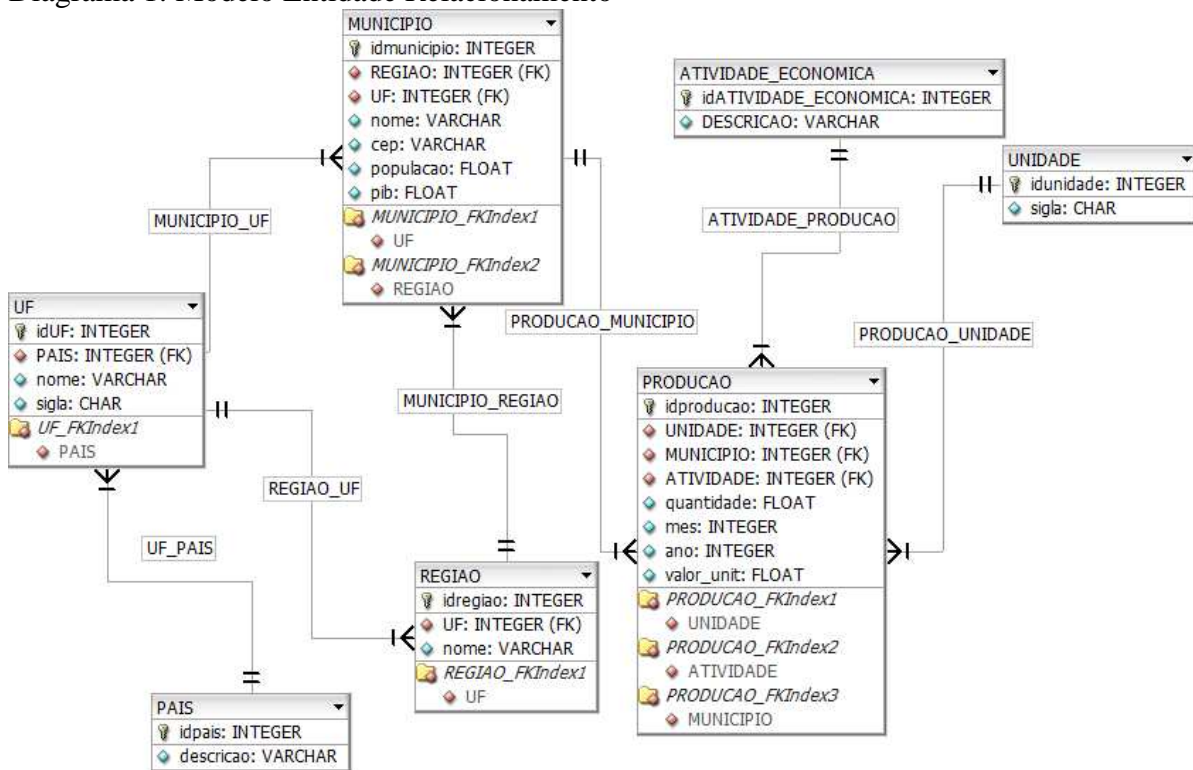 Diagrama 1: Modelo Entidade Relacionamento
MUNICIPIO
idmunicipio: INTEGER
REGIAO: INTEGER (FK)
UF: INTEGER (FK)
nome: VARCHAR
cep: VARCHAR
populacao: FLOAT
pib: FLOAT
MUNICIPIO_FKIndex1
UF
MUNICIPIO_FKIndex2
REGIAO
ATIVIDADE_ECONOMICA
idATIVIDADE_ECONOMICA: INTEGER
DESCRICAO: VARCHAR
UNIDADE
idunidade: INTEGER
sigla: CHAR
MUNICIPIO_UF
ATIVIDADE_PRODUCAO
UF
idUF: INTEGER
PAIS: INTEGER (FK)
nome: VARCHAR
sigla: CHAR
UF_FKIndex1
PAIS
PRODUCAO_MUNICIPIO
PRODUCAO_UNIDADE
MUNICIPIO_REGIAO
PRODUCAO
idproducao: INTEGER
UNIDADE: INTEGER (FK)
MUNICIPIO: INTEGER (FK)
ATIVIDADE: INTEGER (FK)
quantidade: FLOAT
mes: INTEGER
ano: INTEGER
valor_unit: FLOAT
PRODUCAO_FKIndex1
UNIDADE
PRODUCAO_FKIndex2
ATIVIDADE
PRODUCAO_FKIndex3
MUNICIPIO
REGIAO_UF
UF_PAIS
REGIAO
idregiao: INTEGER
UF: INTEGER (FK)
nome: VARCHAR
REGIAO_FKIndex1
UF
PAIS
idpais: INTEGER
descricao: VARCHAR